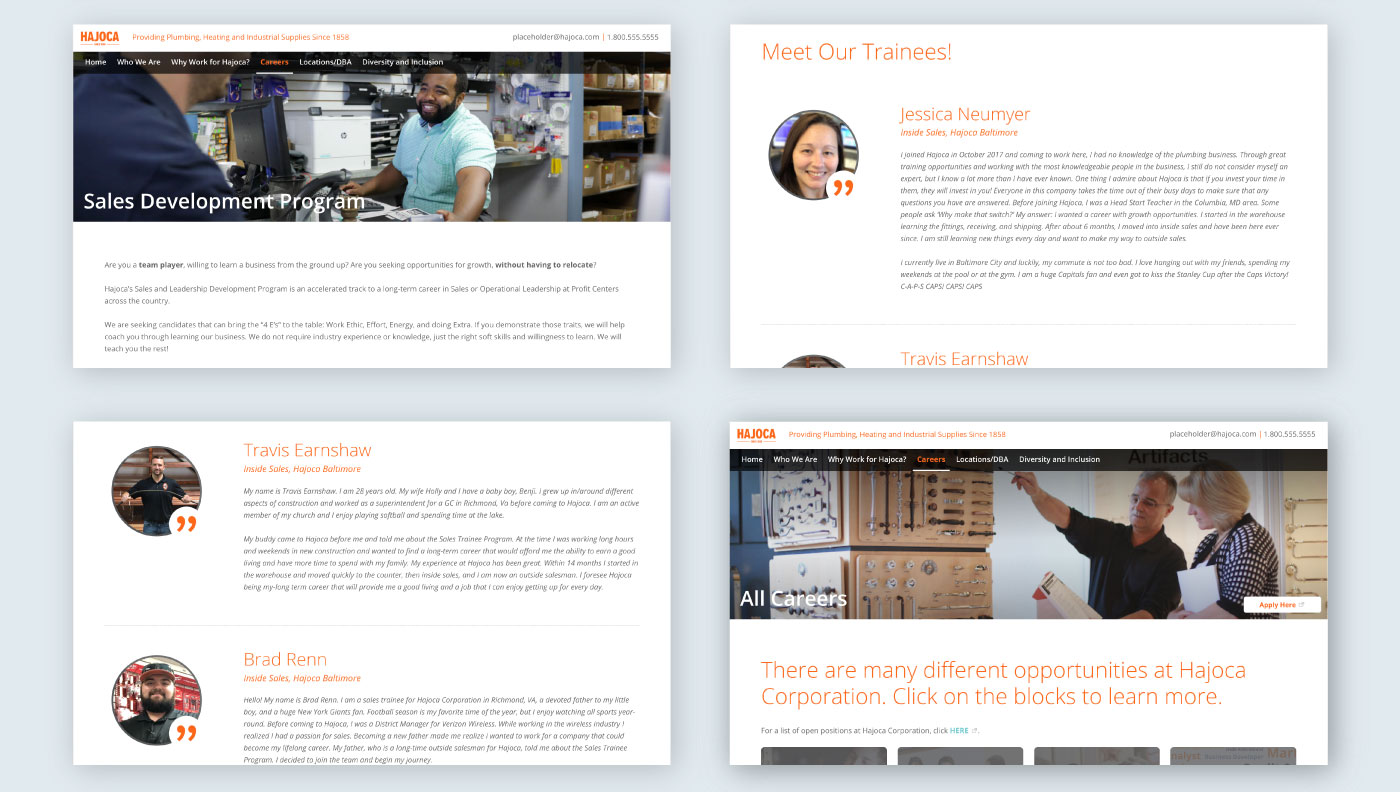 HAJOCA
Providing Plumbing, Heating and Industrial Supplies Since 1858
placeholder@hajoca.com | 1.800.555.5555
Home Who We Are Why Work for Hajoca? Careers Locations/DBA Diversity and Inclusion
Sales Development Program
Are you a team player, willing to learn a business from the ground up? Are you seeking opportunities for growth, without having to relocate?
Hajoca's Sales and Leadership Development Program is an accelerated track to a long-term career in Sales or Operational Leadership at Profit Centers
across the country.
We are seeking candidates that can bring the "4 E's" to the table: Work Ethic, Effort, Energy, and doing Extra. If you demonstrate those traits, we will help
coach you through learning our business. We do not require industry experience or knowledge, just the right soft skills and willingness to learn. We will
teach you the rest!
Meet Our Trainees!
Jessica Neumyer
Inside Sales, Hajoca Baltimore
I joined Hajoca in October 2017 and coming to work here, I had no knowledge of the plumbing business. Through great
training opportunities and working with the most knowledgeable people in the business, I still do not consider myself an
expert, but I know a lot more than I have ever known. One thing I admire about Hajoca is that if you invest your time in
them, they will invest in you! Everyone in this company takes the time out of their busy days to make sure that any
questions you have are answered. Before joining Hajoca, I was a Head Start Teacher in the Columbia, MD area. Some
people ask 'Why make that switch?' My answer: I wanted a career with growth opportunities. I started in the warehouse
learning the fittings, receiving, and shipping. After about 6 months, I moved into inside sales and have been here ever
since. I am still learning new things every day and want to make my way to outside sales.
I currently live in Baltimore City and luckily, my commute is not too bad. I love hanging out with my friends, spending my
weekends at the pool or at the gym. I am a huge Capitals fan and even got to kiss the Stanley Cup after the Caps Victory!
C-A-P-S CAPS! CAPS! CAPS
Travis Earnshaw
Travis Earnshaw
Inside Sales, Hajoca Baltimore
My name is Travis Earnshaw. I am 28 years old. My wife Holly and I have a baby boy, Benji. I grew up in/around different
aspects of construction and worked as a superintendent for a GC in Richmond, Va before coming to Hajoca. I am an active
member of my church and I enjoy playing softball and spending time at the lake.
My buddy came to Hajoca before me and told me about the Sales Trainee Program. At the time I was working long hours
and weekends in new construction and wanted to find a long-term career that would afford me the ability to earn a good
living and have more time to spend with my family. My experience at Hajoca has been great. Within 14 months I started in
the warehouse and moved quickly to the counter, then inside sales, and I am now an outside salesman. I foresee Hajoca
being my-long term career that will provide me a good living and a job that I can enjoy getting up for every day.
Brad Renn
Inside Sales, Hajoca Baltimore
Hello! My name is Brad Renn. I am a sales trainee for Hajoca Corporation in Richmond, VA, a devoted father to my little
boy, and a huge New York Giants fan. Football season is my favorite time of the year, but I enjoy watching all sports year-
round. Before coming to Hajoca, I was a District Manager for Verizon Wireless. While working in the wireless industry I
realized I had a passion for sales. Becoming a new father made me realize I wanted to work for a company that could
become my lifelong career. My father, who is a long-time outside salesman for Hajoca, told me about the Sales Trainee
Program. I decided to join the team and begin my journey.
HAJOCA
Providing Plumbing, Heating and Industrial Supplies Since 1858
placeholder@hajoca.com | 1.800.555.5555
Home Who We Are Why Work for Hajoca? Careers Locations/DBA Diversity and Inclusion
Artifacts
All Careers
Apply Here
There are many different opportunities at Hajoca
Corporation. Click on the blocks to learn more.
For a list of open positions at Hajoca Corporation, click HERE.
Business Developer